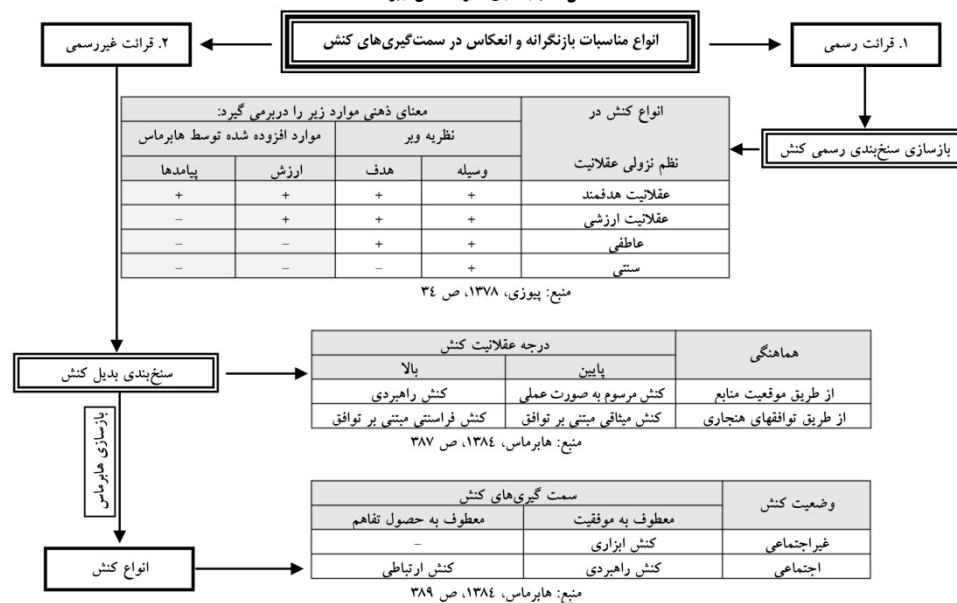 ۱. قرائت رسمی
انواع مناسبات بازنگرانه و انعکاس در سمت‌گیری‌های کنش
۲. قرائت غیررسمی
بازسازی سنخ‌بندی رسمی کنش
انواع کنش در
نظم نزولی عقلانیت
معنای ذهنی موارد زیر را دربرمی گیرد:
نظریه وبر
موارد افزوده شده توسط هابرماس
وسیله
هدف
ارزش
پیامدها
عقلانیت هدفمند + + + +
عقلانیت ارزشی + + + –
عاطفی + + – –
سنتی + – – –
منبع: پیوزی، ۱۳۷۸، ص ۳٤
سنخ‌بندی بدیل کنش
هماهنگی
درجه عقلانیت کنش
پایین
بالا
از طریق موقعیت منابع
کنش مرسوم به صورت عملی
کنش راهبردی
از طریق توافقهای هنجاری
کنش میثاقی مبتنی بر توافق
کنش فراسنتی مبتنی بر توافق
منبع: هابرماس، ۱۳۸٤، ص ۳۸۷
بازسازی هابرماس
وضعیت کنش
سمت گیری‌های کنش
معطوف به موفقیت
معطوف به حصول تفاهم
غیراجتماعی
کنش ابزاری
–
اجتماعی
کنش راهبردی
کنش ارتباطی
انواع کنش
منبع: هابرماس، ۱۳۸٤، ص ۳۸۹